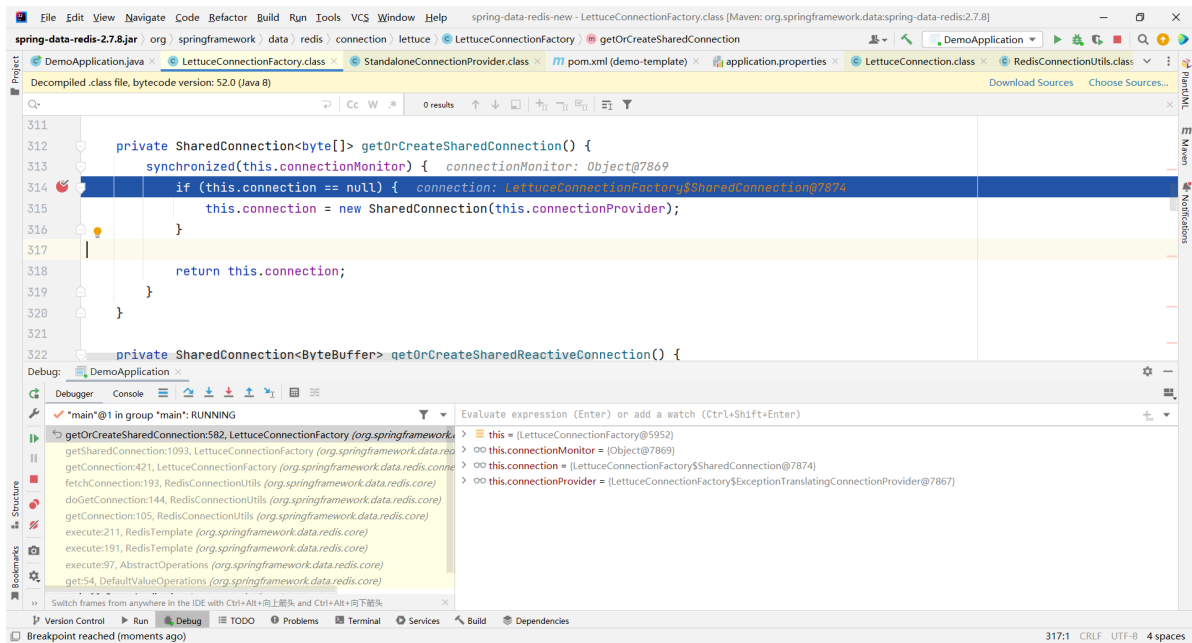 File Edit View Navigate Code Refactor Build Run Tools VCS Window Help spring-data-redis-new - LettuceConnectionFactory.class [Maven: org.springframework.data:spring-data-redis:2.7.8]
spring-data-redis-2.7.8.jar org springframework data redis connection lettuce LettuceConnectionFactory getOrCreateSharedConnection DemoApplication
DemoApplication.java LettuceConnectionFactory.class StandaloneConnectionProvider.class pom.xml (demo-template) application.properties LettuceConnection.class RedisConnectionUtils.class
Decompiled .class file, bytecode version: 52.0 (Java 8) Download Sources Choose Sources...
Cc W .* 0 results
311
312 private SharedConnection<byte[]> getOrCreateSharedConnection() {
313 synchronized(this.connectionMonitor) { connectionMonitor: Object@7869
314 if (this.connection == null) { connection: LettuceConnectionFactory$SharedConnection@7874
315 this.connection = new SharedConnection(this.connectionProvider);
316 }
317
318 return this.connection;
319 }
320 }
321
322 private SharedConnection<ByteBuffer> getOrCreateSharedReactiveConnection() {
Project
PlantUML
Maven
Notifications
Structure
Bookmarks
Debug: DemoApplication
Debugger Console
"main"@1 in group "main": RUNNING
getOrCreateSharedConnection:582, LettuceConnectionFactory (org.springframework.
getSharedConnection:1093, LettuceConnectionFactory (org.springframework.data.red
getConnection:421, LettuceConnectionFactory (org.springframework.data.redis.conne
fetchConnection:193, RedisConnectionUtils (org.springframework.data.redis.core)
doGetConnection:144, RedisConnectionUtils (org.springframework.data.redis.core)
getConnection:105, RedisConnectionUtils (org.springframework.data.redis.core)
execute:211, RedisTemplate (org.springframework.data.redis.core)
execute:191, RedisTemplate (org.springframework.data.redis.core)
execute:97, AbstractOperations (org.springframework.data.redis.core)
get:54, DefaultValueOperations (org.springframework.data.redis.core)
Switch frames from anywhere in the IDE with Ctrl+Alt+向上箭头 and Ctrl+Alt+向下箭头
Evaluate expression (Enter) or add a watch (Ctrl+Shift+Enter)
this = {LettuceConnectionFactory@5952}
this.connectionMonitor = {Object@7869}
this.connection = {LettuceConnectionFactory$SharedConnection@7874}
this.connectionProvider = {LettuceConnectionFactory$ExceptionTranslatingConnectionProvider@7867}
Version Control Run Debug TODO Problems Terminal Services Build Dependencies
Breakpoint reached (moments ago) 317:1 CRLF UTF-8 4 spaces